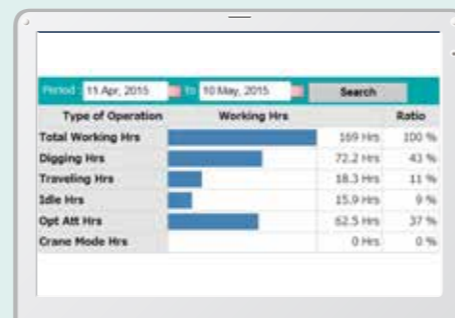 Period : 11 Apr, 2015 to 10 May, 2015 Search
Type of Operation Working Hrs Ratio
Total Working Hrs 169 Hrs 100 %
Digging Hrs 72.2 Hrs 43 %
Traveling Hrs 18.3 Hrs 11 %
Idle Hrs 15.9 Hrs 9 %
Opt Att Hrs 62.5 Hrs 37 %
Crane Mode Hrs 0 Hrs 0 %